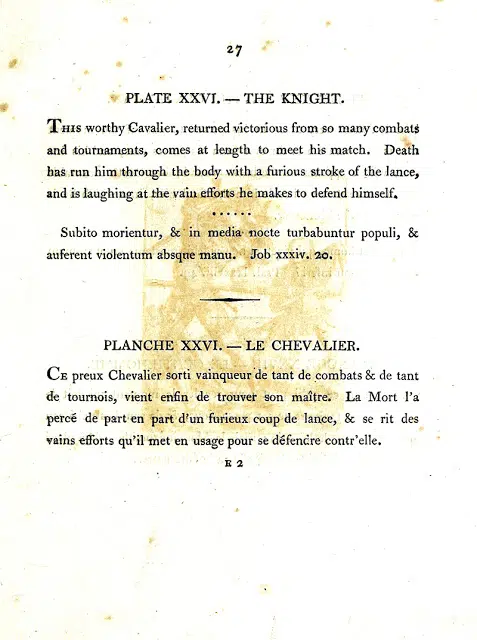 27
PLATE XXVI. — THE KNIGHT.
This worthy Cavalier, returned victorious from so many combats
and tournaments, comes at length to meet his match. Death
has run him through the body with a furious stroke of the lance,
and is laughing at the vain efforts he makes to defend himself.
......
Subito morientur, & in media nocte turbabuntur populi, &
auferent violentum absque manu. Job xxxiv. 20.
PLANCHE XXVI. — LE CHEVALIER.
Ce preux Chevalier sorti vainqueur de tant de combats & de tant
de tournois, vient enfin de trouver son maître. La Mort l'a
percé de part en part d'un furieux coup de lance, & se rit des
vains efforts qu'il met en usage pour se défendre contr'elle.
E 2